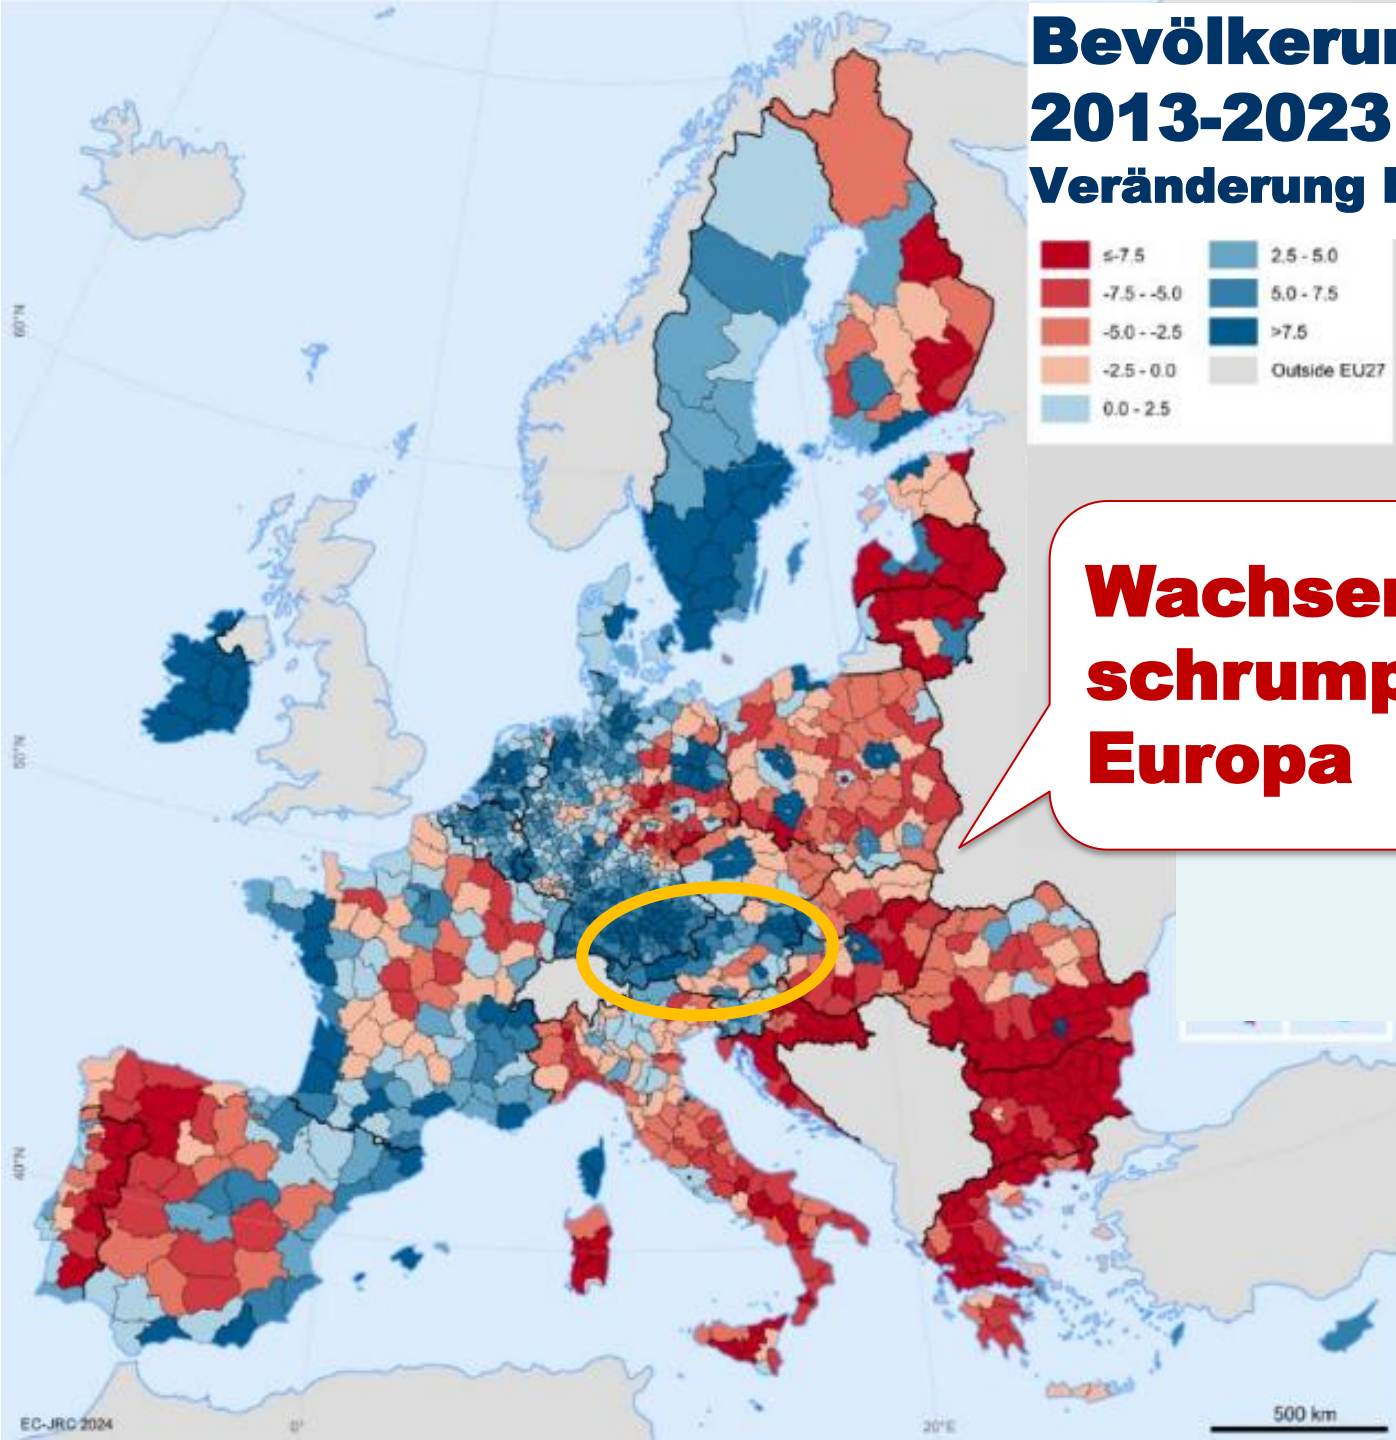 Bevölkeru
2013-2023
Veränderung
≤-7.5
-7.5 - -5.0
-5.0 - -2.5
-2.5 - 0.0
0.0 - 2.5
2.5 - 5.0
5.0 - 7.5
>7.5
Outside EU27
60°N
Wachse
schrump
Europa
50°N
40°N
EC-JRC 2024
0°
20°E
500 km